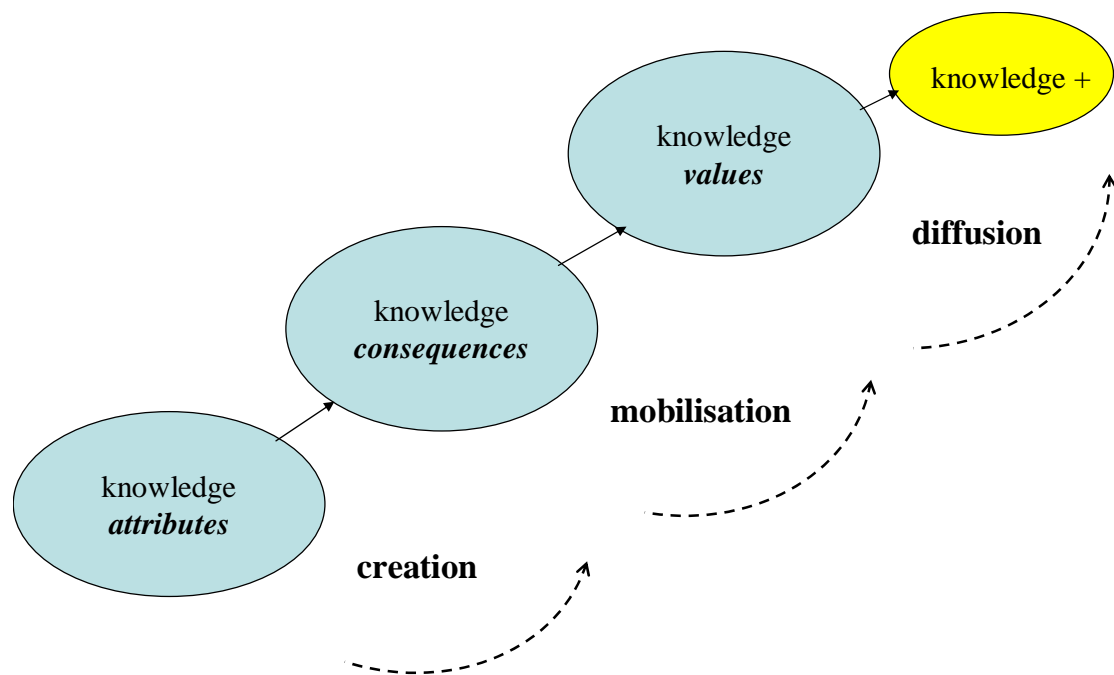 knowledge +
knowledge
values
diffusion
knowledge
consequences
mobilisation
knowledge
attributes
creation